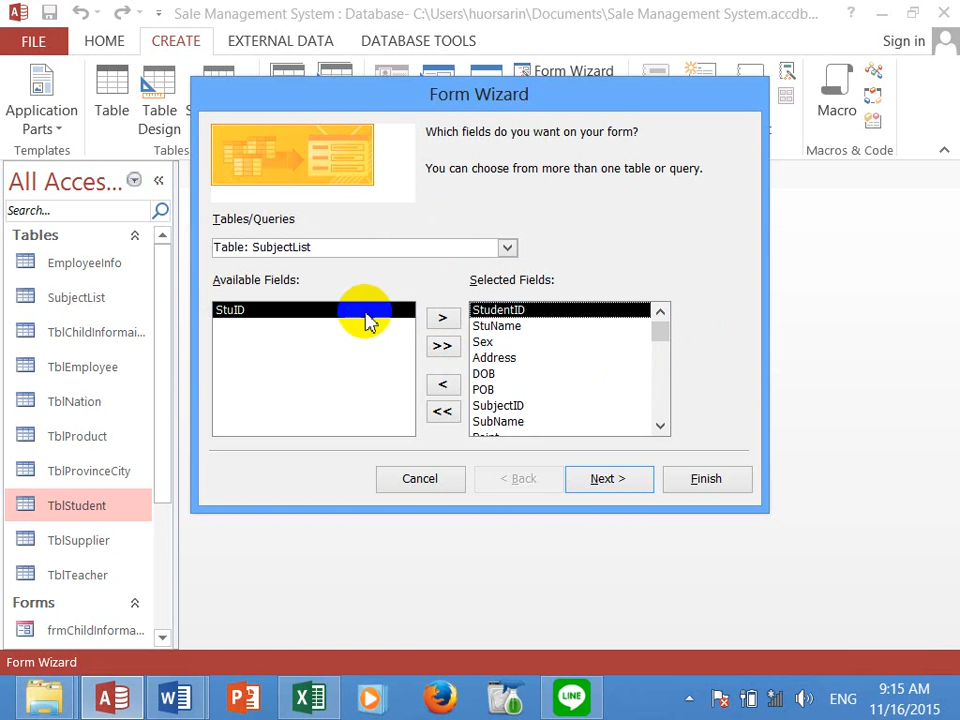 Sale Management System : Database- C:\Users\huorsarin\Documents\Sale Management System.accdb...
FILE HOME CREATE EXTERNAL DATA DATABASE TOOLS Sign in
Application Parts
Table
Table Design
Form Wizard
Macro
Templates
Tables
Macros & Code
All Acces...
Search...
Tables
EmployeeInfo
SubjectList
TblChildInformai...
TblEmployee
TblNation
TblProduct
TblProvinceCity
TblStudent
TblSupplier
TblTeacher
Forms
frmChildInforma...
Form Wizard
Which fields do you want on your form?
You can choose from more than one table or query.
Tables/Queries
Table: SubjectList
Available Fields:
StuID
>
>>
<
<<
Selected Fields:
StudentID
StuName
Sex
Address
DOB
POB
SubjectID
SubName
Cancel
< Back
Next >
Finish
Form Wizard
LINE
ENG
9:15 AM
11/16/2015